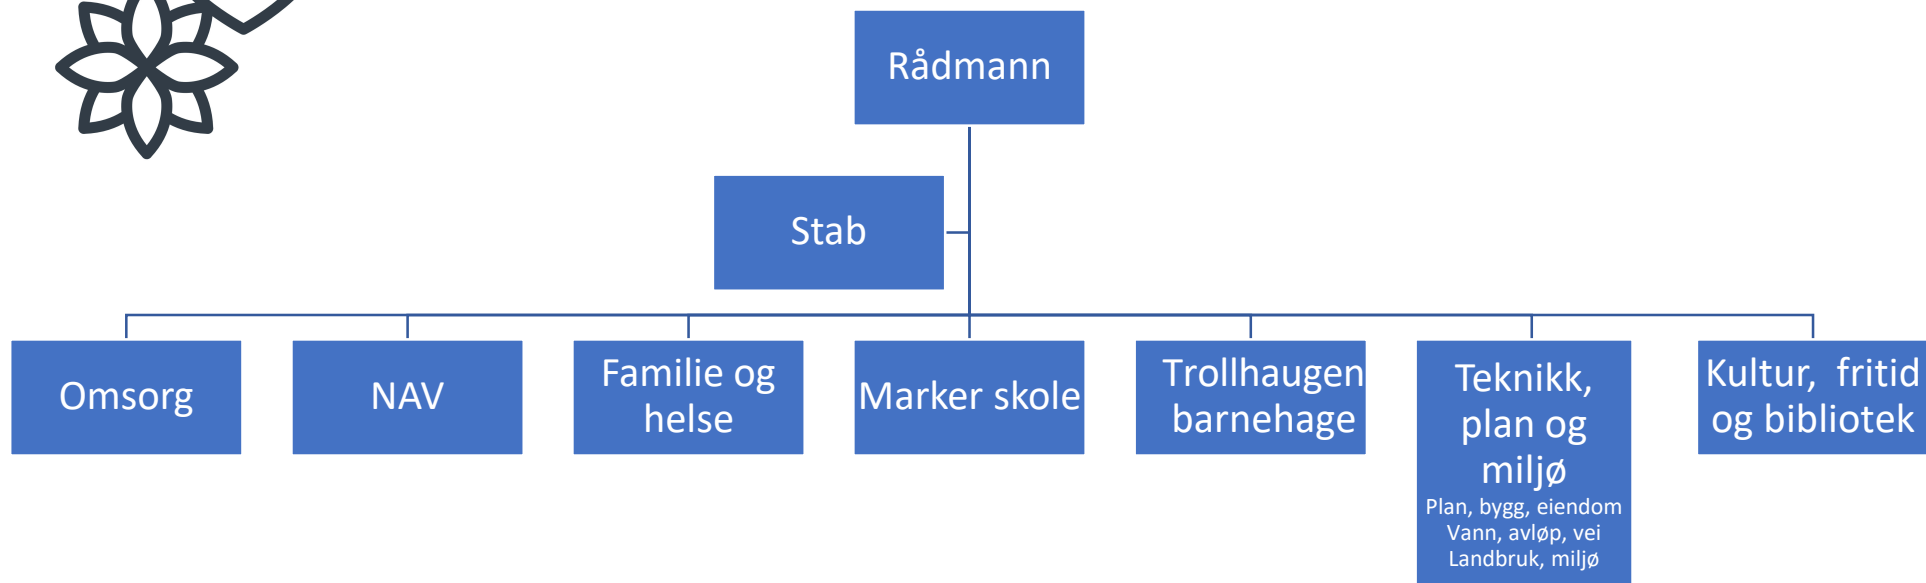 Rådmann
Stab
Omsorg
NAV
Familie og
helse
Marker skole
Trollhaugen
barnehage
Teknikk,
plan og
miljø
Plan, bygg, eiendom
Vann, avløp, vei
Landbruk, miljø
Kultur, fritid
og bibliotek